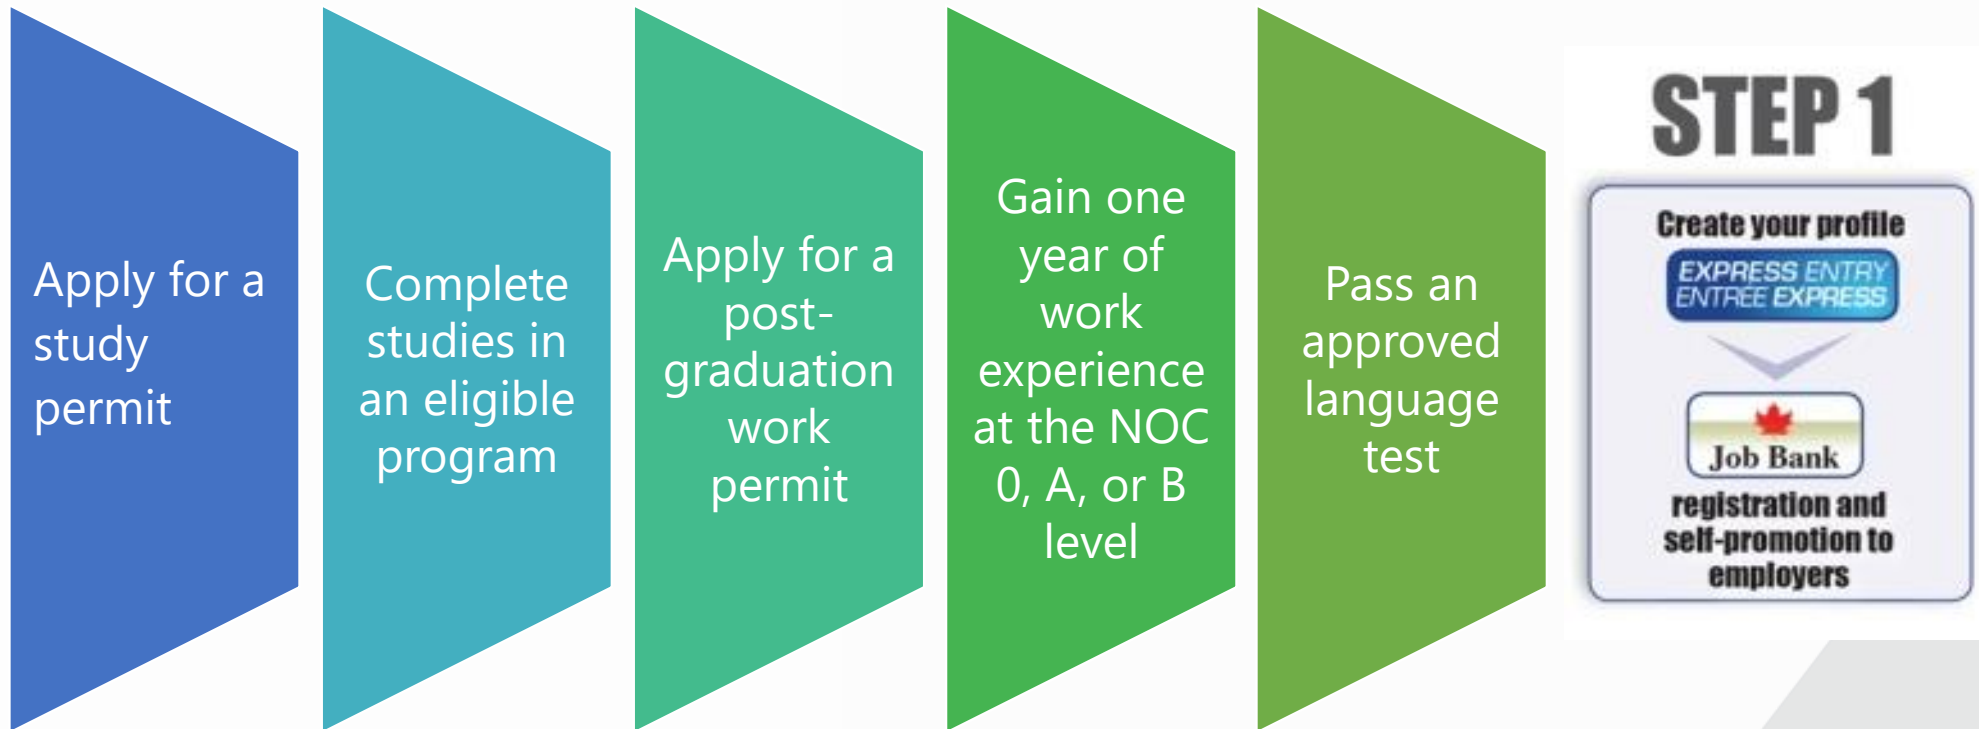 Apply for a
study
permit
Complete
studies in
an eligible
program
Apply for a
post-
graduation
work
permit
Gain one
year of
work
experience
at the NOC
0, A, or B
level
Pass an
approved
language
test
STEP 1
Create your profile
EXPRESS ENTRY
ENTRÉE EXPRESS
Job Bank
registration and
self-promotion to
employers